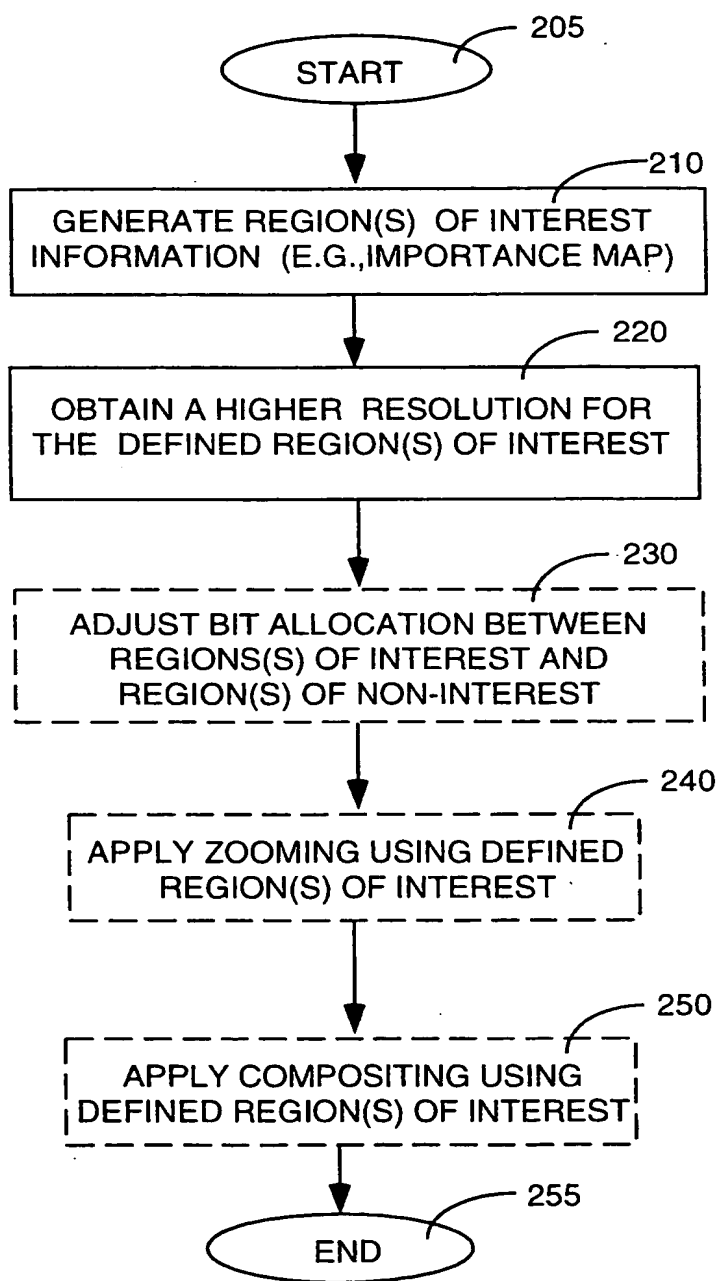 205
START
210
GENERATE REGION(S) OF INTEREST
INFORMATION (E.G.,IMPORTANCE MAP)
220
OBTAIN A HIGHER RESOLUTION FOR
THE DEFINED REGION(S) OF INTEREST
230
ADJUST BIT ALLOCATION BETWEEN
REGIONS(S) OF INTEREST AND
REGION(S) OF NON-INTEREST
240
APPLY ZOOMING USING DEFINED
REGION(S) OF INTEREST
250
APPLY COMPOSITING USING
DEFINED REGION(S) OF INTEREST
255
END